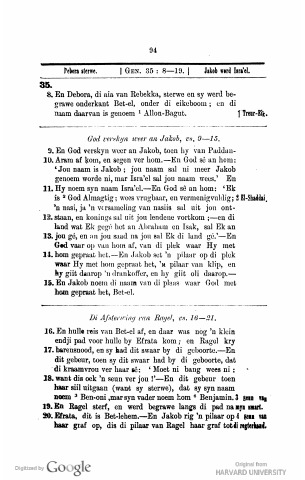 94
Debora sterwe. [ GEN. 35 : 8—19. ] Jakob ward Isra'el.
35.
8. En Debora, di aia van Rebekka, sterwe en sy werd be-
grawe onderkant Bet-el, onder di eikeboom; en di
naam daarvan is genoem ¹ Allon-Bagut. 1 Treur-Eik.
God verskyn weer an Jakob, vs. 9—15.
9. En God verskyn weer an Jakob, toen hy van Paddan-
10. Aram af kom, en segen ver hom.—En God sé an hom:
'Jou naam is Jakob; jou naam sal ni meer Jakob
genoem worde ni, mar Isra'el sal jou naam wees.' En
11. Hy noem syn naam Isra'el.—En God sé an hom: 'Ek
is ² God Almagtig; wees vrugbaar, en vermenigvuldig; 2 El-Shaddai.
'n nasi, ja 'n versameling van nasiis sal uit jou ont-
12. staan, en konings sal uit jou lendene vortkom;—en di
land wat Ek gegé het an Abraham en Isak, sal Ek an
13. jou gé, en an jou saad na jou sal Ek di land gé.'—En
God vaar op van hom af, van di plek waar Hy met
14. hom gepraat het.—En Jakob set 'n pilaar op di plek
waar Hy met hom gepraat het, 'n pilaar van klip, en
hy giit daarop 'n drankoffer, en hy giit oli daarop.—
15. En Jakob noem di naam van di plaas waar God met
hom gepraat het, Bet-el.
Di Afsterwing van Ragel, vs. 16—21.
16. En hulle reis van Bet-el af, en daar was nog 'n klein
endji pad voor hulle by Efrata kom; en Ragel kry
17. barensnood, en sy had dit swaar by di geboorte.—En
dit gebeur, toen sy dit swaar had by di geboorte, dat
di kraamvrou ver haar sé: 'Moet ni bang wees ni:
18. want dis ook 'n seun ver jou!'—En dit gebeur toen
haar siil uitgaan (want sy sterwe), dat sy syn naam
noem ³ Ben-oni, mar syn vader noem hom ⁴ Benjamin. 3 seun van
19. En Ragel sterf, en werd begrawe langs di pad na myn smart.
20. Efrata, dit is Bet-lehem.—En Jakob rig 'n pilaar op 4 seun van
haar graf op, dis di pilaar van Ragel haar graf tot di regterhand.
Digitized by Google
Original from
HARVARD UNIVERSITY